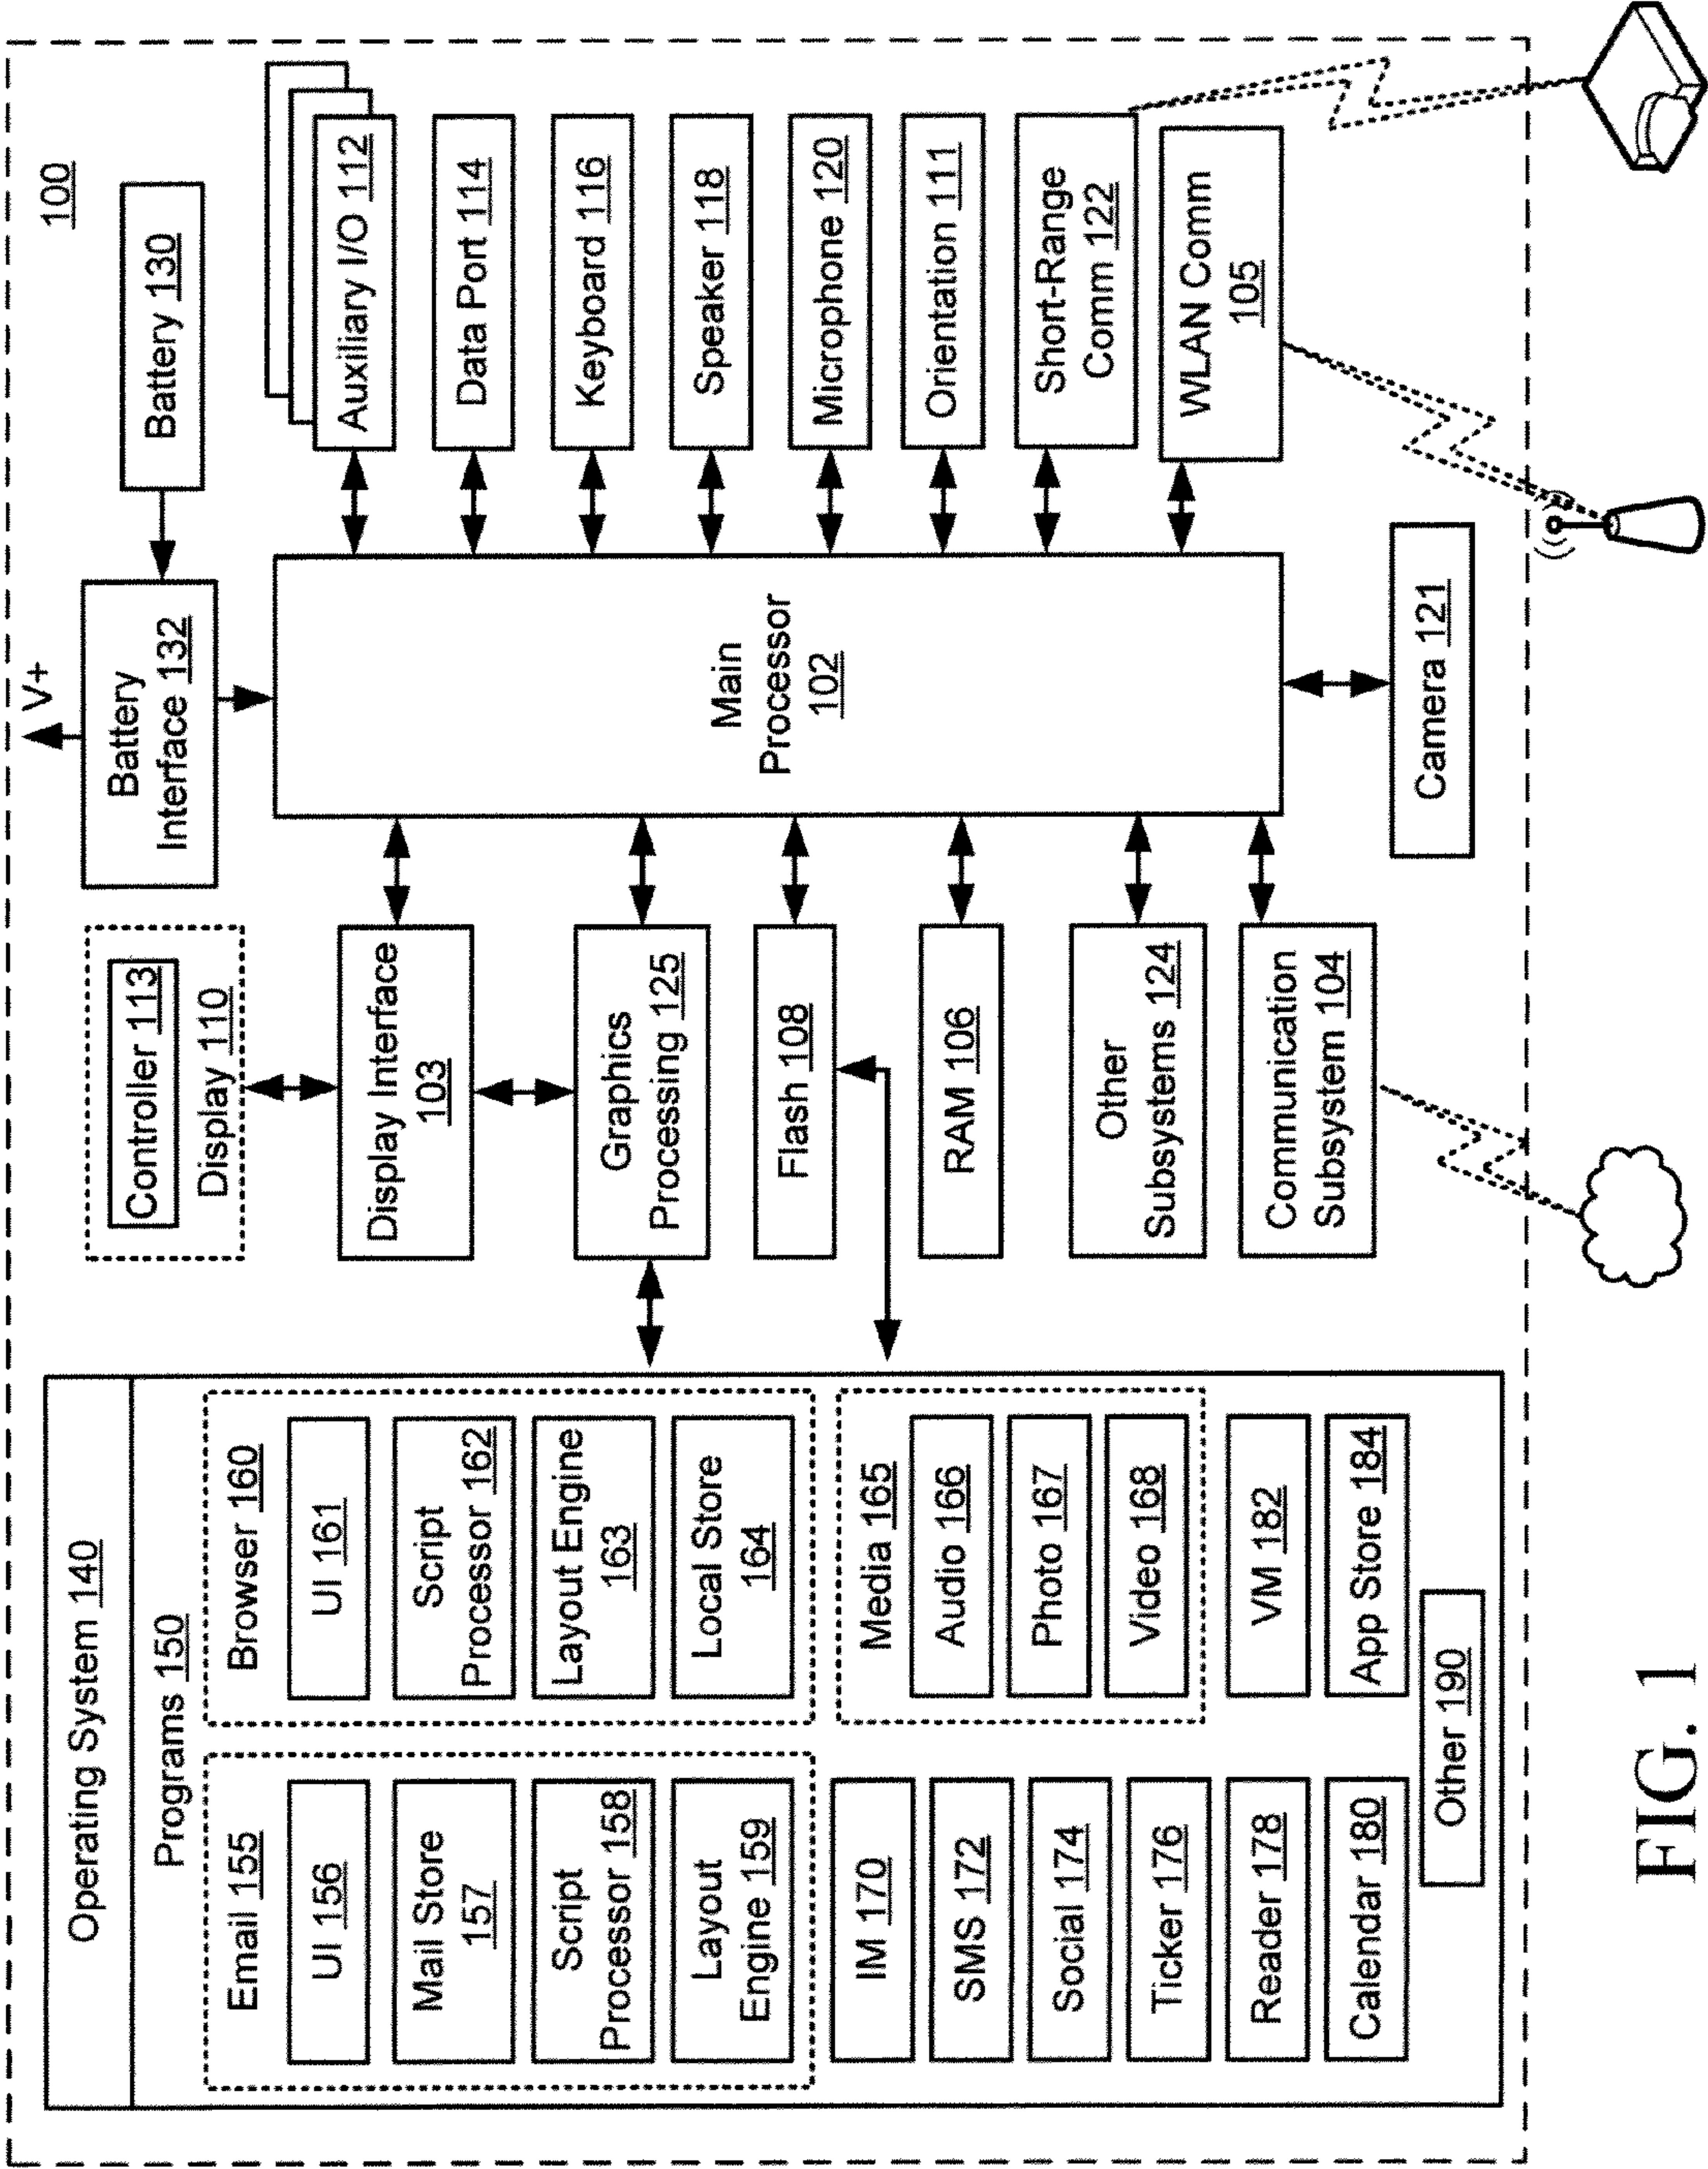 100
Operating System 140
Programs 150
Email 155
UI 156
Mail Store
157
Script
Processor 158
Layout
Engine 159
Browser 160
UI 161
Script
Processor 162
Layout Engine
163
Local Store
164
IM 170
SMS 172
Social 174
Ticker 176
Reader 178
Calendar 180
Media 165
Audio 166
Photo 167
Video 168
VM 182
App Store 184
Other 190
Controller 113
Display 110
Display Interface
103
Graphics
Processing 125
Flash 108
RAM 106
Other
Subsystems 124
Communication
Subsystem 104
V+
Battery
Interface 132
Battery 130
Main
Processor
102
Camera 121
Auxiliary I/O 112
Data Port 114
Keyboard 116
Speaker 118
Microphone 120
Orientation 111
Short-Range
Comm 122
WLAN Comm
105
FIG. 1